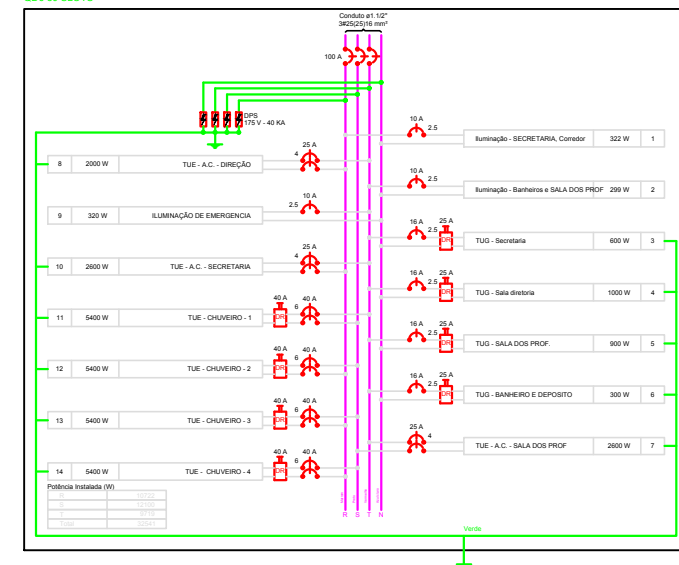 Conduto ø1.1/2"
3#25(25)16 mm²
100 A
DPS
175 V - 40 KA
10 A
2.5
Iluminação - SECRETARIA, Corredor 322 W 1
25 A
4
8 2000 W TUE - A.C. - DIREÇÃO
10 A
2.5
Iluminação - Banheiros e SALA DOS PROF 299 W 2
10 A
2.5
9 320 W ILUMINAÇÃO DE EMERGENCIA
16 A
2.5
25 A
DR
TUG - Secretaria 600 W 3
25 A
4
10 2600 W TUE - A.C. - SECRETARIA
16 A
2.5
25 A
DR
TUG - Sala diretoria 1000 W 4
40 A
DR
6
40 A
11 5400 W TUE - CHUVEIRO - 1
16 A
2.5
25 A
DR
TUG - SALA DOS PROF. 900 W 5
40 A
DR
6
40 A
12 5400 W TUE - CHUVEIRO - 2
16 A
2.5
25 A
DR
TUG - BANHEIRO E DEPOSITO 300 W 6
40 A
DR
6
40 A
13 5400 W TUE - CHUVEIRO - 3
25 A
4
TUE - A.C. - SALA DOS PROF 2600 W 7
40 A
DR
6
40 A
14 5400 W TUE - CHUVEIRO - 4
Potência Instalada (W)
R 10722
S 12100
T 9719
Total 32541
R S T N
Verde